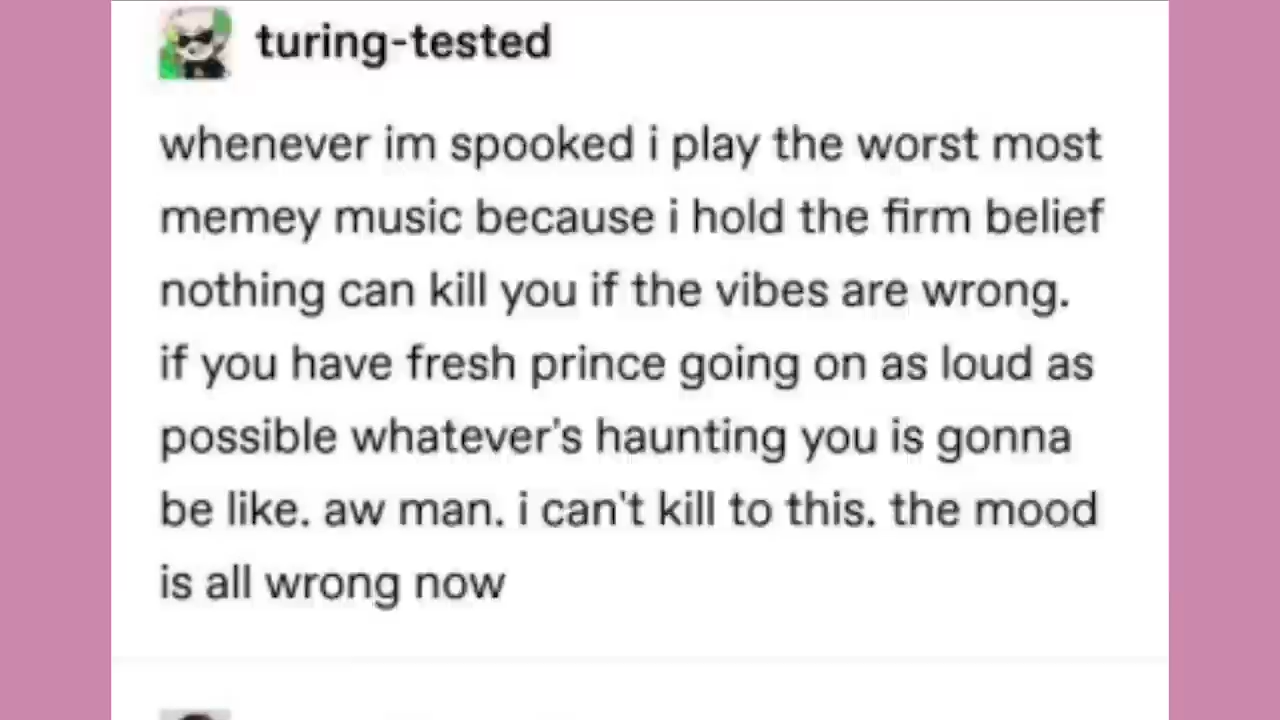 turing-tested
whenever im spooked i play the worst most
memey music because i hold the firm belief
nothing can kill you if the vibes are wrong.
if you have fresh prince going on as loud as
possible whatever's haunting you is gonna
be like. aw man. i can't kill to this. the mood
is all wrong now